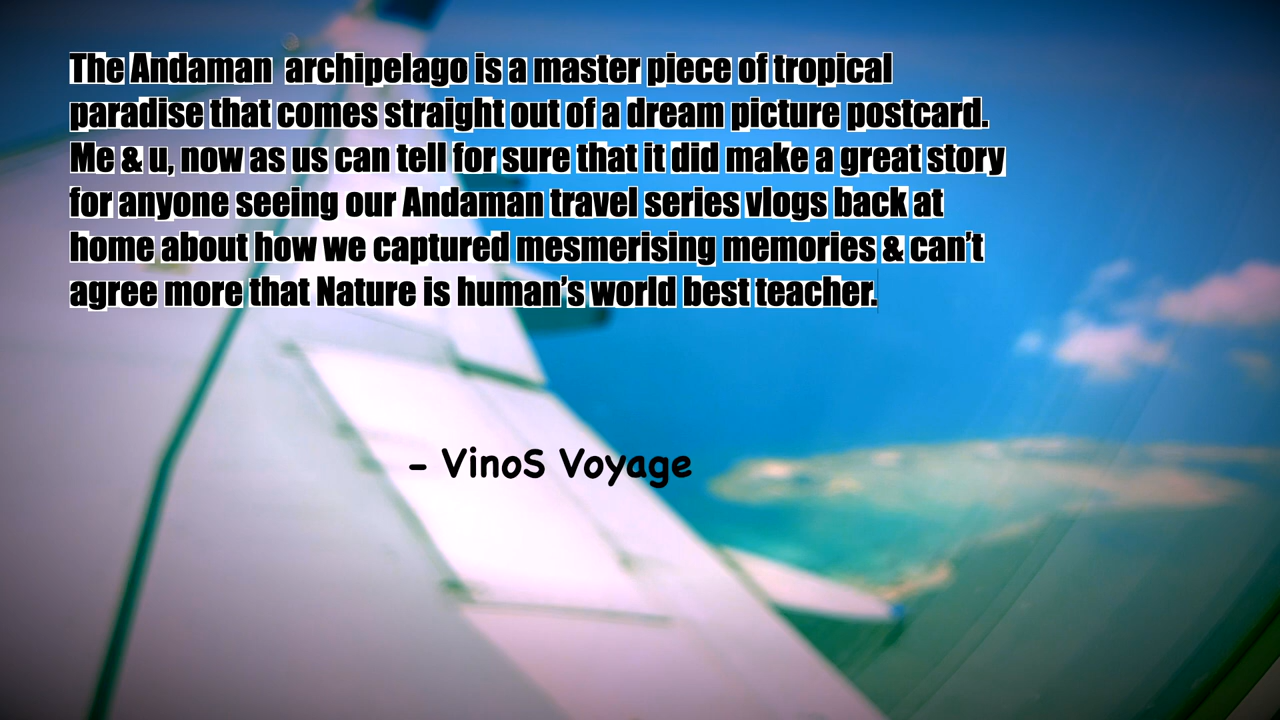 The Andaman  archipelago is a master piece of tropical
paradise that comes straight out of a dream picture postcard.
Me & u, now as us can tell for sure that it did make a great story
for anyone seeing our Andaman travel series vlogs back at
home about how we captured mesmerising memories & can’t
agree more that Nature is human’s world best teacher.
– VinoS Voyage